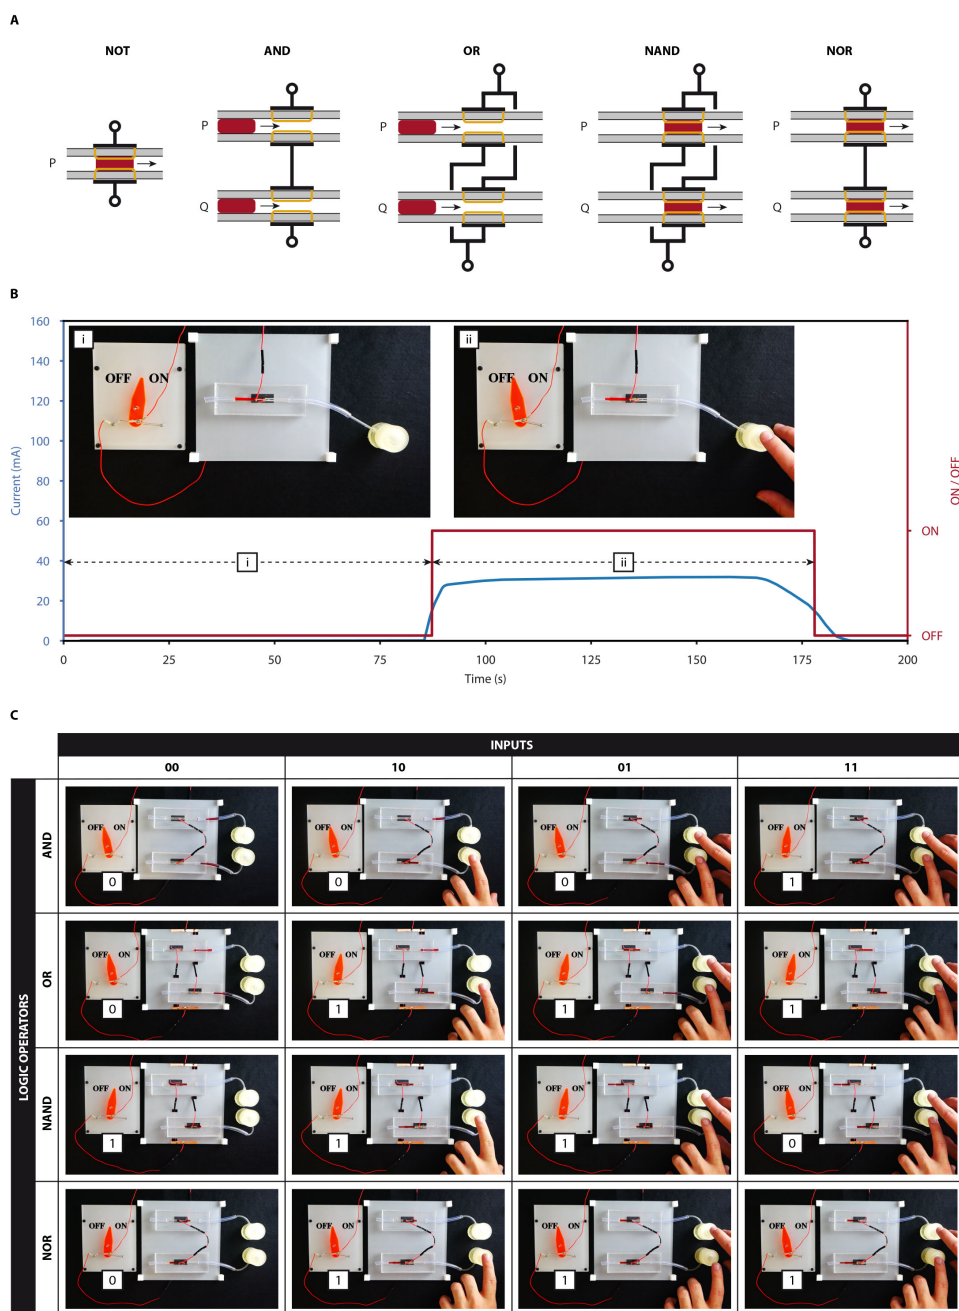 A
NOT AND OR NAND NOR
P P P P P
Q Q Q Q
B
160
140
120
100
80
60
40
20
0
Current (mA)
i
OFF ON
ii
OFF ON
i
ii
ON
OFF
ON / OFF
0 25 50 75 100 125 150 175 200
Time (s)
C
INPUTS
00 10 01 11
LOGIC OPERATORS
AND
OFF ON OFF ON OFF ON OFF ON
0 0 0 1
OR
OFF ON OFF ON OFF ON OFF ON
0 1 1 1
NAND
OFF ON OFF ON OFF ON OFF ON
1 1 1 0
NOR
OFF ON OFF ON OFF ON OFF ON
0 1 1 1